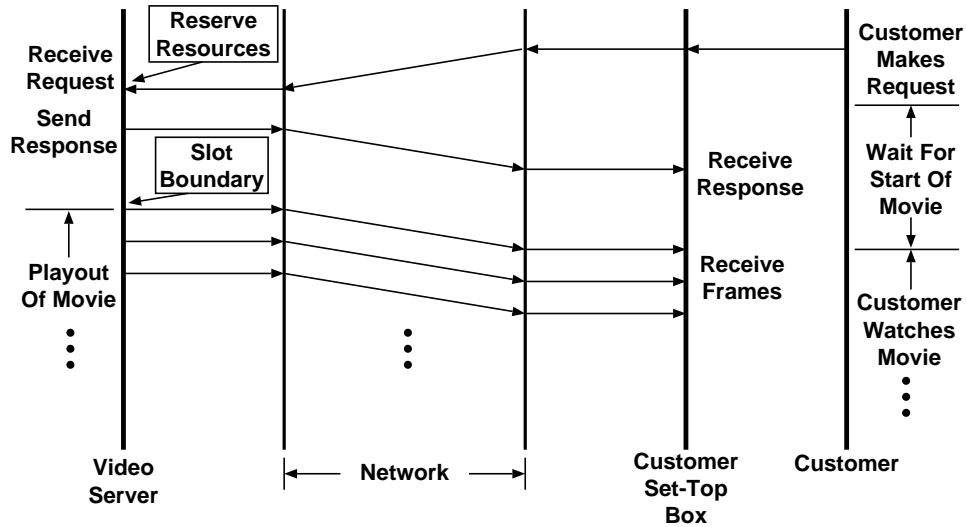 Reserve
Resources
Receive
Request
Customer
Makes
Request
Send
Response
Slot
Boundary
Receive
Response
Wait For
Start Of
Movie
Playout
Of Movie
Receive
Frames
Customer
Watches
Movie
Video
Server
Network
Customer
Set-Top
Box
Customer